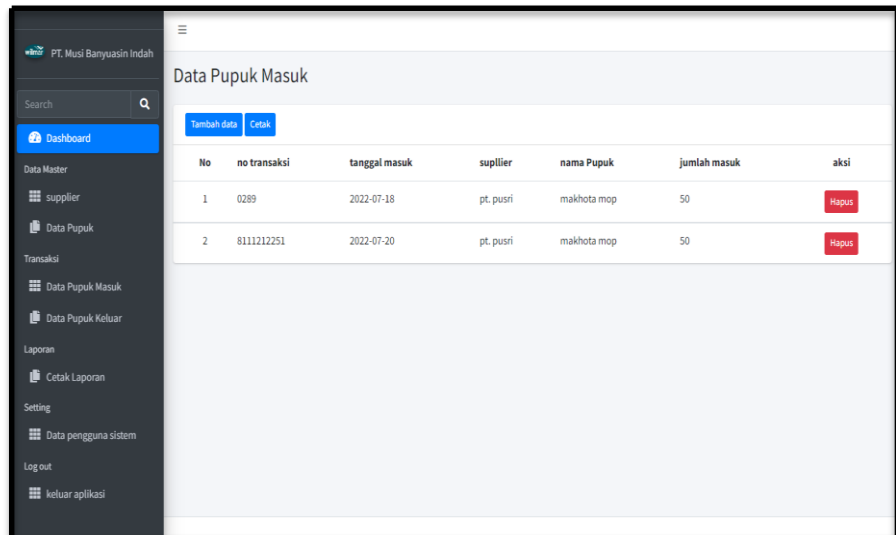 wilmar PT. Musi Banyuasin Indah
Search
Dashboard
Data Master
supplier
Data Pupuk
Transaksi
Data Pupuk Masuk
Data Pupuk Keluar
Laporan
Cetak Laporan
Setting
Data pengguna sistem
Log out
keluar aplikasi
Data Pupuk Masuk
Tambah data Cetak
No no transaksi tanggal masuk supllier nama Pupuk jumlah masuk aksi
1 0289 2022-07-18 pt. pusri makhota mop 50 Hapus
2 8111212251 2022-07-20 pt. pusri makhota mop 50 Hapus